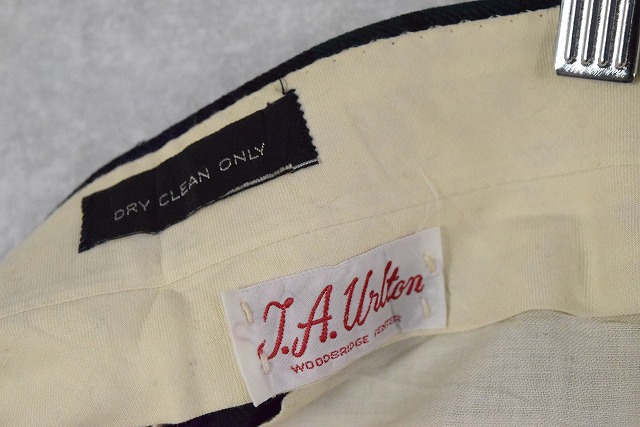 DRY CLEAN ONLY
J.A. Urlton
WOODBRIDGE CENTER